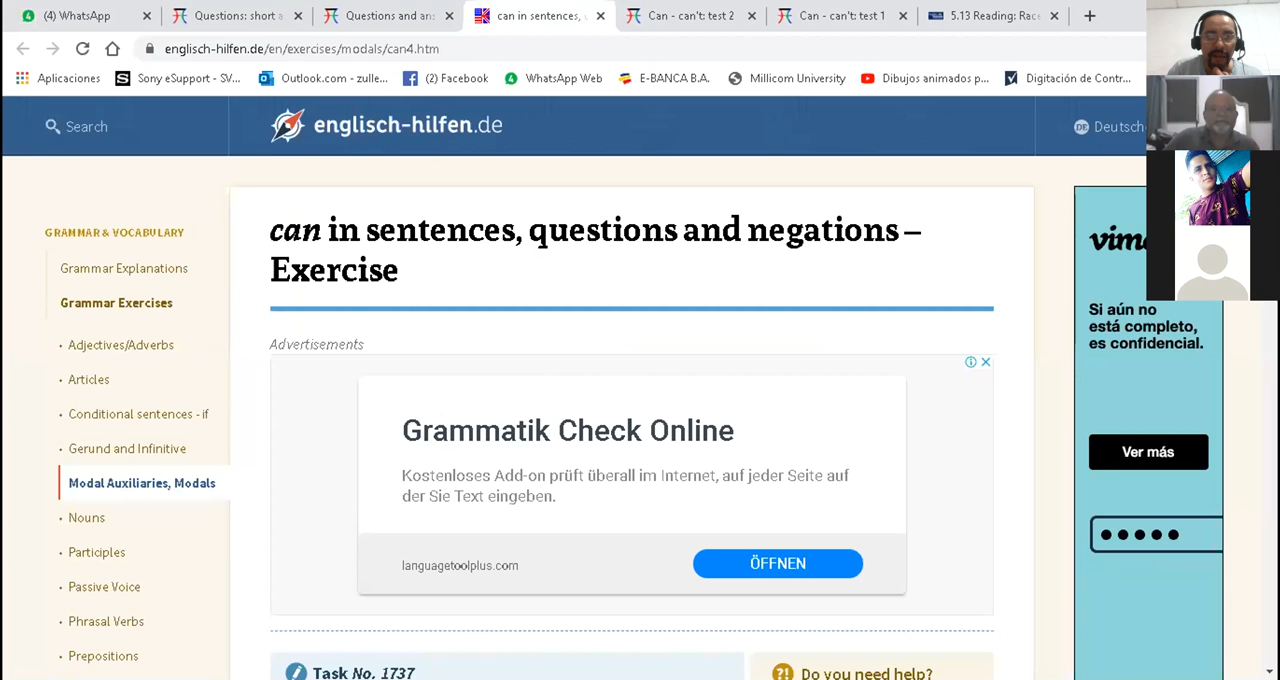 (4) WhatsApp
Questions: short a
Questions and ans
can in sentences,
Can - can't: test 2
Can - can't: test 1
5.13 Reading: Race
englisch-hilfen.de/en/exercises/modals/can4.htm
Aplicaciones
Sony eSupport - SV...
Outlook.com - zulle...
(2) Facebook
WhatsApp Web
E-BANCA B.A.
Millicom University
Dibujos animados p...
Digitación de Contr...
Search
englisch-hilfen.de
DE Deutsch
GRAMMAR & VOCABULARY
Grammar Explanations
Grammar Exercises
Adjectives/Adverbs
Articles
Conditional sentences - if
Gerund and Infinitive
Modal Auxiliaries, Modals
Nouns
Participles
Passive Voice
Phrasal Verbs
Prepositions
can in sentences, questions and negations –
Exercise
Advertisements
Grammatik Check Online
Kostenloses Add-on prüft überall im Internet, auf jeder Seite auf
der Sie Text eingeben.
languagetoolplus.com
ÖFFNEN
Task No. 1737
Do you need help?
Si aún no
está completo,
es confidencial.
Ver más